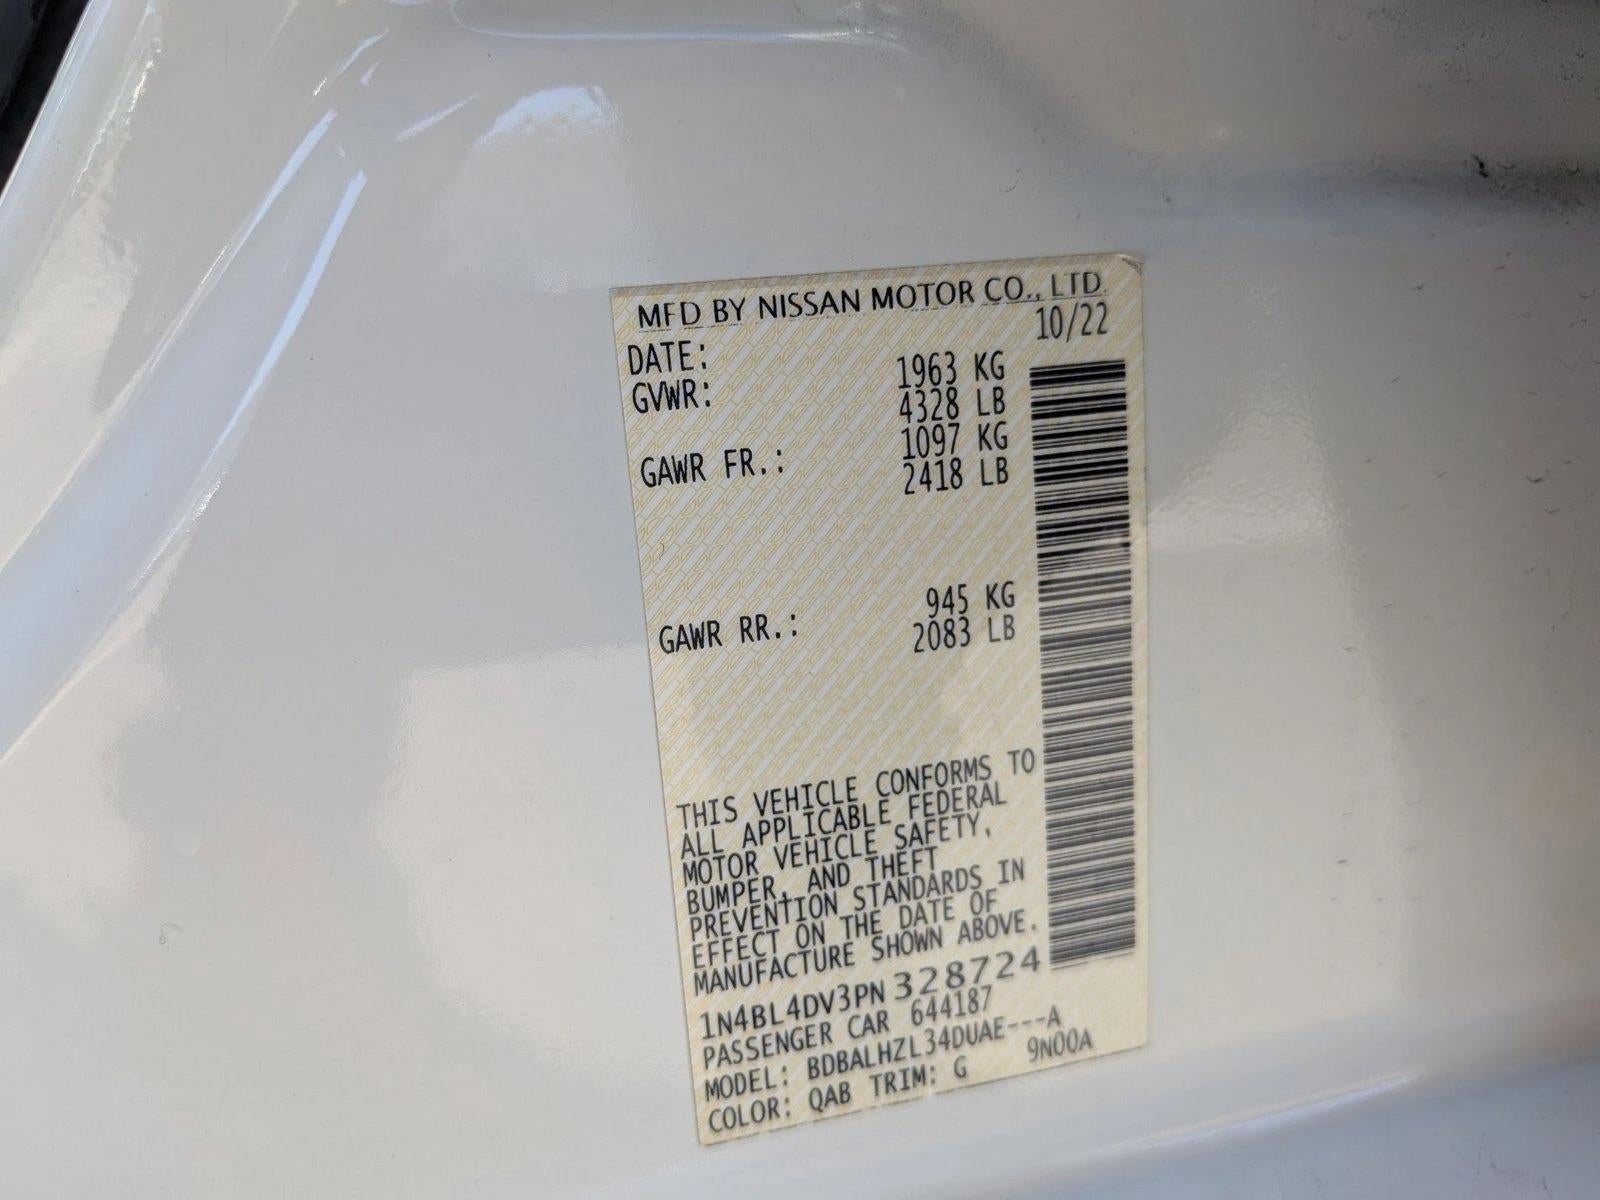 MFD BY NISSAN MOTOR CO., LTD.
DATE: 10/22
GVWR: 1963 KG
4328 LB
GAWR FR.: 1097 KG
2418 LB
GAWR RR.: 945 KG
2083 LB
THIS VEHICLE CONFORMS TO
ALL APPLICABLE FEDERAL
MOTOR VEHICLE SAFETY,
BUMPER, AND THEFT
PREVENTION STANDARDS IN
EFFECT ON THE DATE OF
MANUFACTURE SHOWN ABOVE.
1N4BL4DV3PN 328724
PASSENGER CAR 644187
MODEL: BDBALHZL34DUAE---A
COLOR: QAB TRIM: G 9N00A